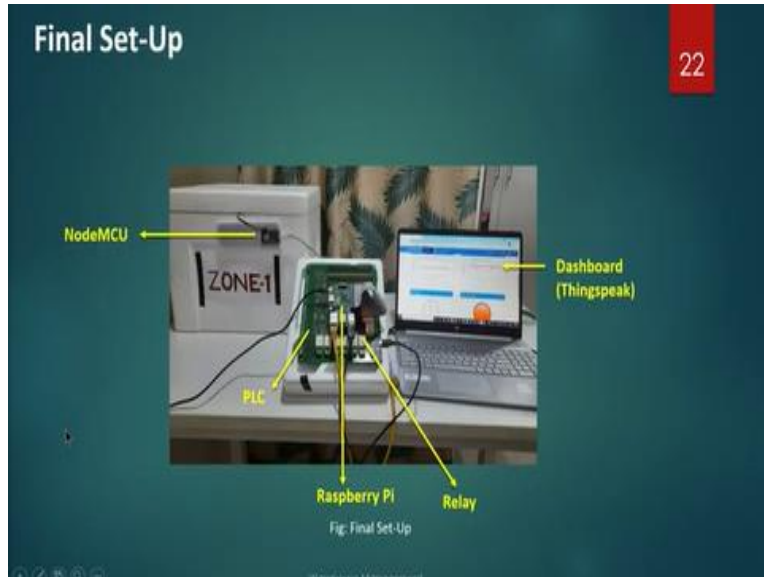 Final Set-Up
22
NodeMCU
ZONE-1
Dashboard
(Thingspeak)
PLC
Raspberry Pi
Relay
Fig: Final Set-Up